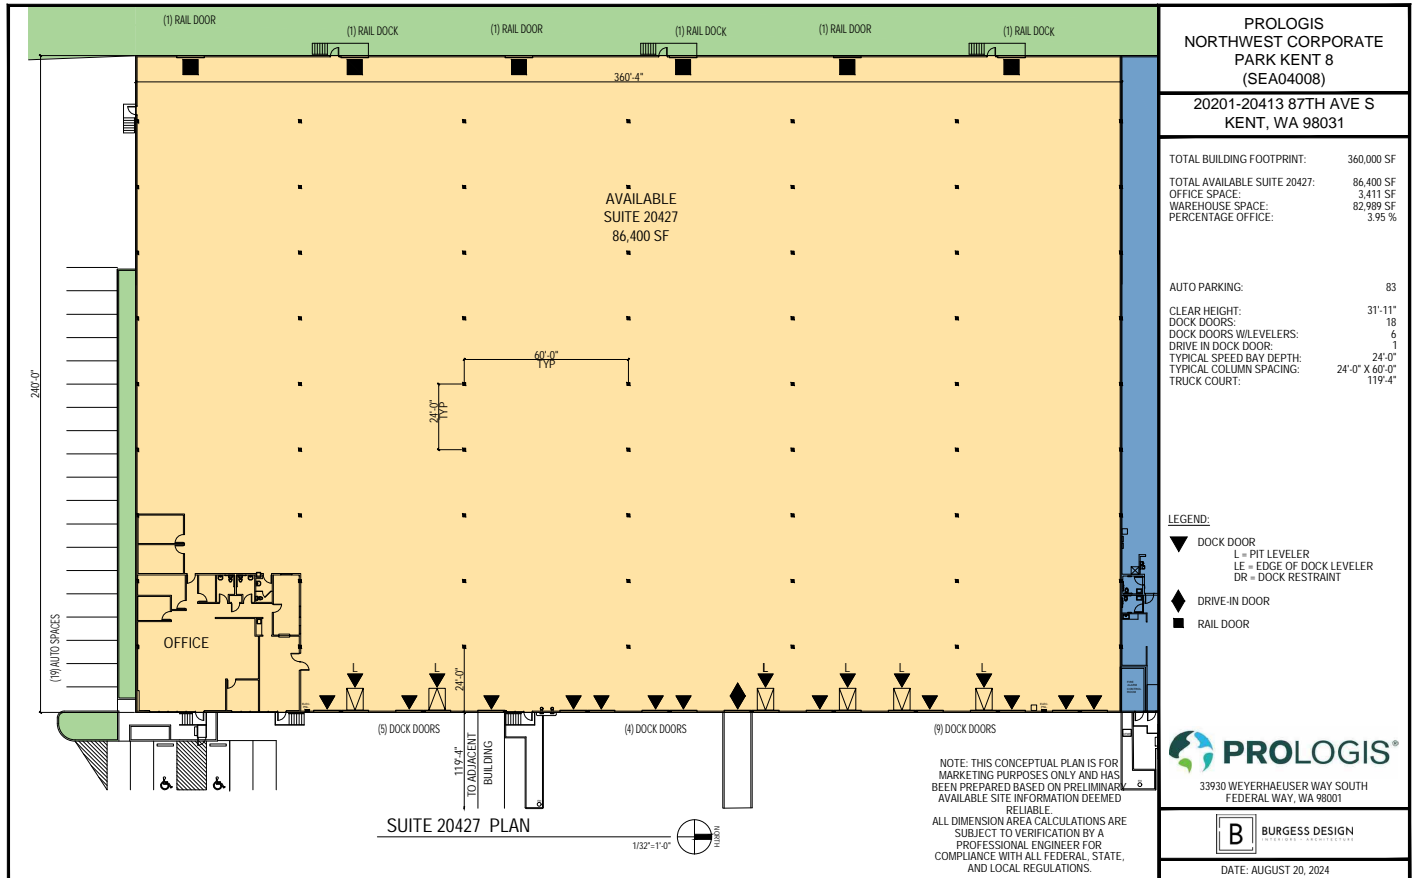 (1) RAIL DOOR
(1) RAIL DOCK
(1) RAIL DOOR
(1) RAIL DOCK
(1) RAIL DOOR
(1) RAIL DOCK
360'-4"
240'-0"
AVAILABLE
SUITE 20427
86,400 SF
60'-0"
TYP
24'-0"
TYP
(19) AUTO SPACES
OFFICE
L
L
L
L
L
L
24'-0"
(5) DOCK DOORS
(4) DOCK DOORS
(9) DOCK DOORS
119'-4"
TO ADJACENT
BUILDING
SUITE 20427 PLAN
1/32"=1'-0"
NORTH
NOTE: THIS CONCEPTUAL PLAN IS FOR
MARKETING PURPOSES ONLY AND HAS
BEEN PREPARED BASED ON PRELIMINARY
AVAILABLE SITE INFORMATION DEEMED
RELIABLE.
ALL DIMENSION AREA CALCULATIONS ARE
SUBJECT TO VERIFICATION BY A
PROFESSIONAL ENGINEER FOR
COMPLIANCE WITH ALL FEDERAL, STATE,
AND LOCAL REGULATIONS.
PROLOGIS
NORTHWEST CORPORATE
PARK KENT 8
(SEA04008)
20201-20413 87TH AVE S
KENT, WA 98031
TOTAL BUILDING FOOTPRINT: 360,000 SF
TOTAL AVAILABLE SUITE 20427: 86,400 SF
OFFICE SPACE: 3,411 SF
WAREHOUSE SPACE: 82,989 SF
PERCENTAGE OFFICE: 3.95 %
AUTO PARKING: 83
CLEAR HEIGHT: 31'-11"
DOCK DOORS: 18
DOCK DOORS W/LEVELERS: 6
DRIVE IN DOCK DOOR: 1
TYPICAL SPEED BAY DEPTH: 24'-0"
TYPICAL COLUMN SPACING: 24'-0" X 60'-0"
TRUCK COURT: 119'-4"
LEGEND:
DOCK DOOR
L = PIT LEVELER
LE = EDGE OF DOCK LEVELER
DR = DOCK RESTRAINT
DRIVE-IN DOOR
RAIL DOOR
PROLOGIS®
33930 WEYERHAEUSER WAY SOUTH
FEDERAL WAY, WA 98001
B
BURGESS DESIGN
INTERIORS - ARCHITECTURE
DATE: AUGUST 20, 2024